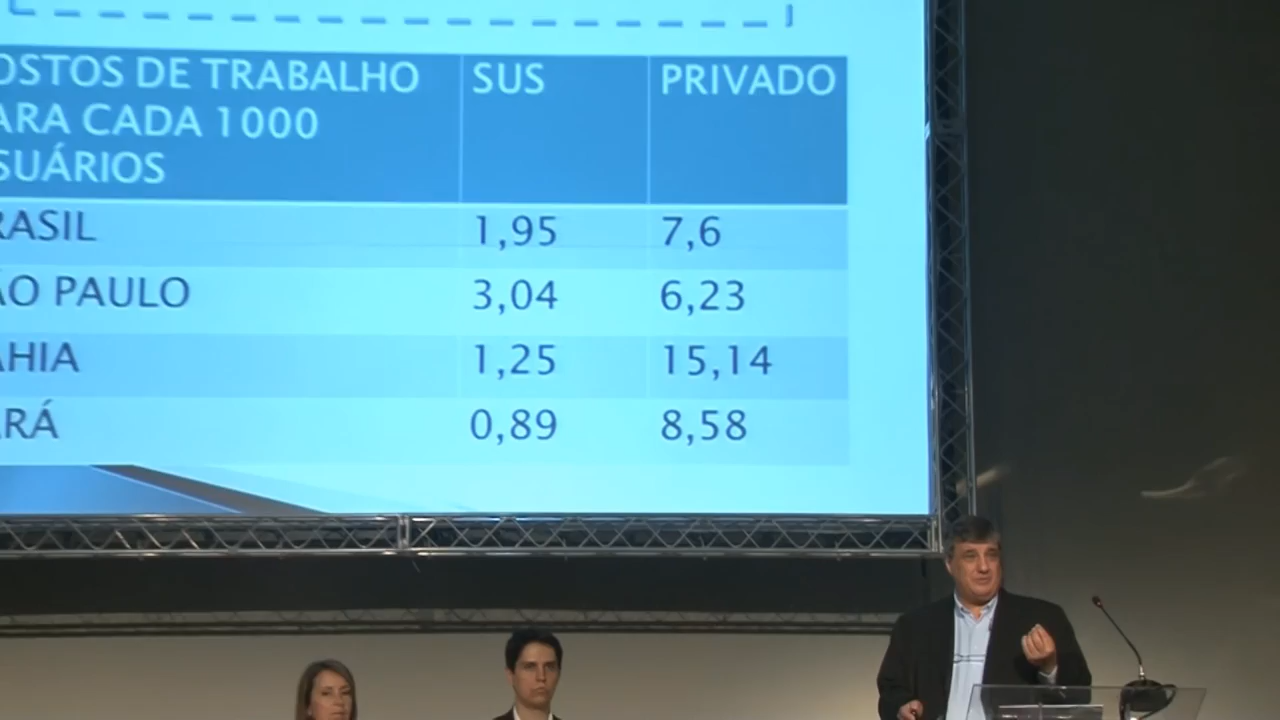 OSTOS DE TRABALHO
ARA CADA 1000
SUÁRIOS
SUS
PRIVADO
RASIL 1,95 7,6
ÃO PAULO 3,04 6,23
AHIA 1,25 15,14
ARÁ 0,89 8,58